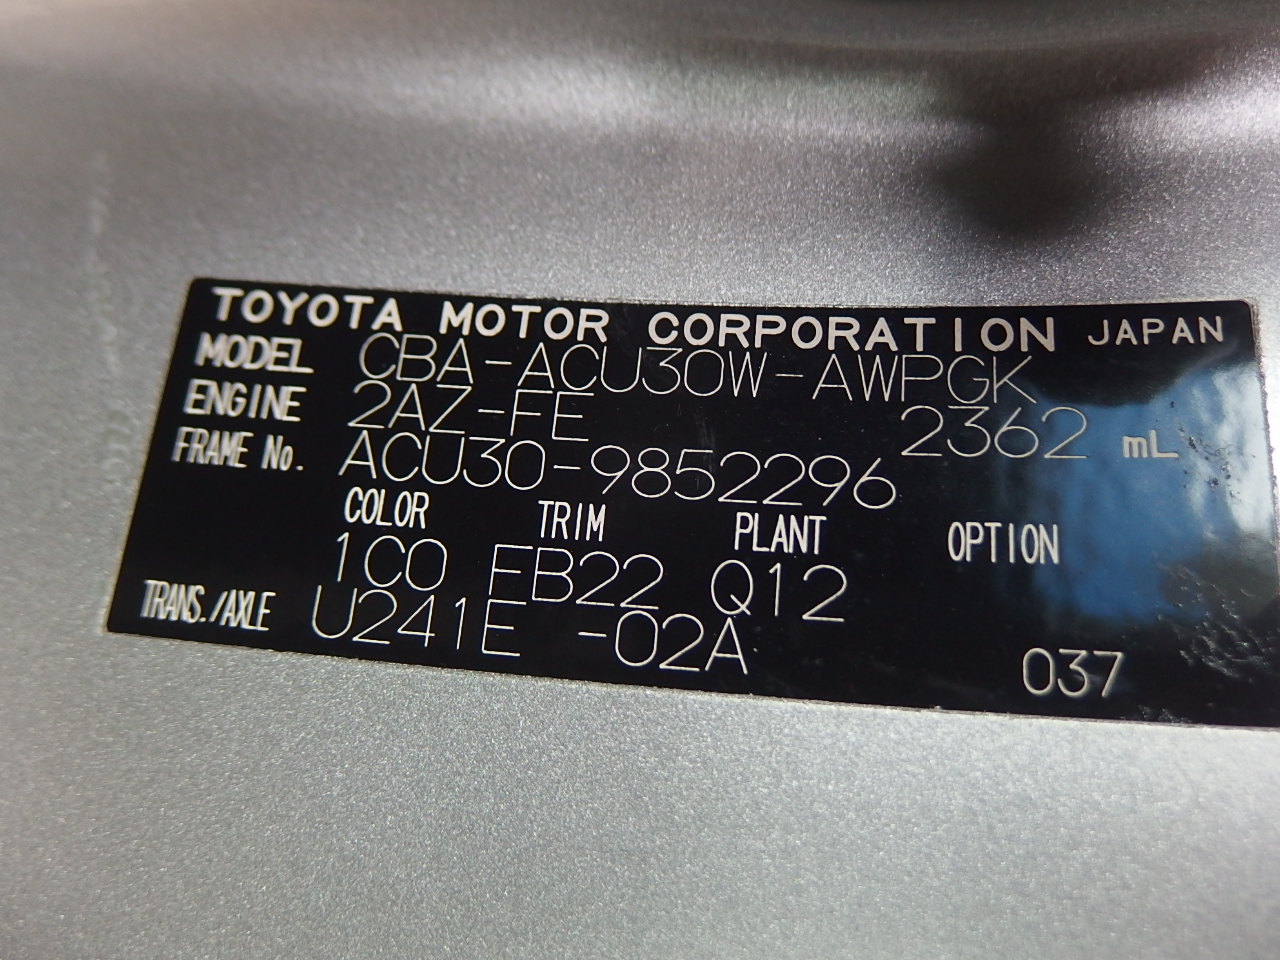 TOYOTA MOTOR CORPORATION JAPAN
MODEL CBA-ACU30W-AWPGK
ENGINE 2AZ-FE 2362 mL
FRAME No. ACU30-9852296
COLOR TRIM PLANT OPTION
1C0 FB22 Q12
TRANS./AXLE U241E -02A
037